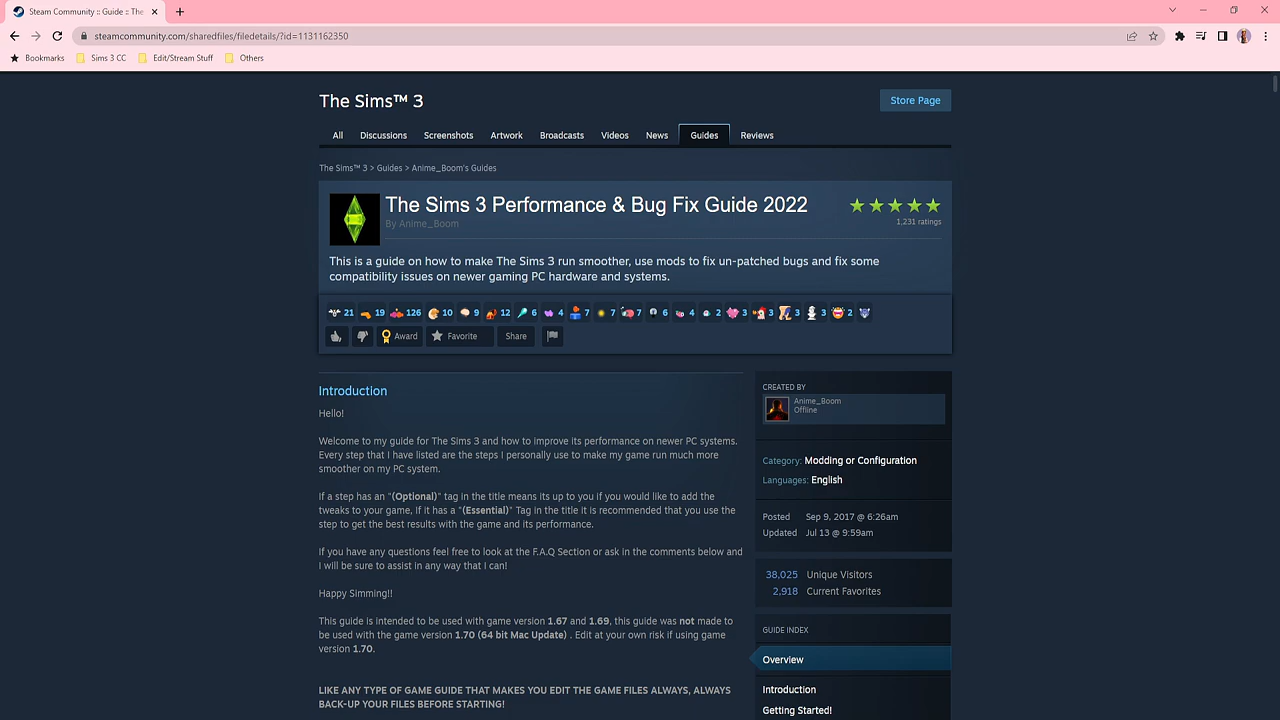 Steam Community :: Guide :: The
steamcommunity.com/sharedfiles/filedetails/?id=1131162350
Bookmarks Sims 3 CC Edit/Stream Stuff Others
The Sims™ 3
Store Page
All Discussions Screenshots Artwork Broadcasts Videos News Guides Reviews
The Sims™ 3 > Guides > Anime_Boom's Guides
The Sims 3 Performance & Bug Fix Guide 2022
By Anime_Boom
1,231 ratings
This is a guide on how to make The Sims 3 run smoother, use mods to fix un-patched bugs and fix some
compatibility issues on newer gaming PC hardware and systems.
21 19 126 10 9 12 6 4 7 7 7 6 4 2 3 3 3 3 2
Award Favorite Share
Introduction
Hello!
Welcome to my guide for The Sims 3 and how to improve its performance on newer PC systems.
Every step that I have listed are the steps I personally use to make my game run much more
smoother on my PC system.
If a step has an "(Optional)" tag in the title means its up to you if you would like to add the
tweaks to your game, If it has a "(Essential)" Tag in the title it is recommended that you use the
step to get the best results with the game and its performance.
If you have any questions feel free to look at the F.A.Q Section or ask in the comments below and
I will be sure to assist in any way that I can!
Happy Simming!!
This guide is intended to be used with game version 1.67 and 1.69, this guide was not made to
be used with the game version 1.70 (64 bit Mac Update) . Edit at your own risk if using game
version 1.70.
LIKE ANY TYPE OF GAME GUIDE THAT MAKES YOU EDIT THE GAME FILES ALWAYS, ALWAYS
BACK-UP YOUR FILES BEFORE STARTING!
CREATED BY
Anime_Boom
Offline
Category: Modding or Configuration
Languages: English
Posted Sep 9, 2017 @ 6:26am
Updated Jul 13 @ 9:59am
38,025 Unique Visitors
2,918 Current Favorites
GUIDE INDEX
Overview
Introduction
Getting Started!